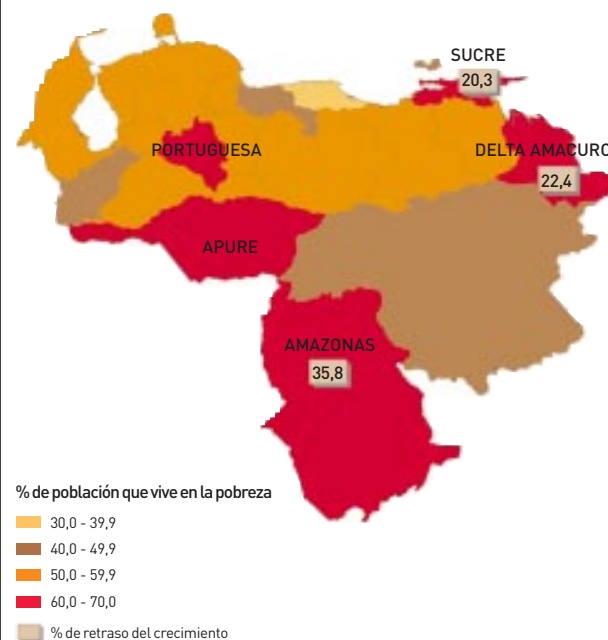 SUCRE
20,3
PORTUGUESA
DELTA AMACURO
22,4
APURE
AMAZONAS
35,8
% de población que vive en la pobreza
30,0 - 39,9
40,0 - 49,9
50,0 - 59,9
60,0 - 70,0
% de retraso del crecimiento